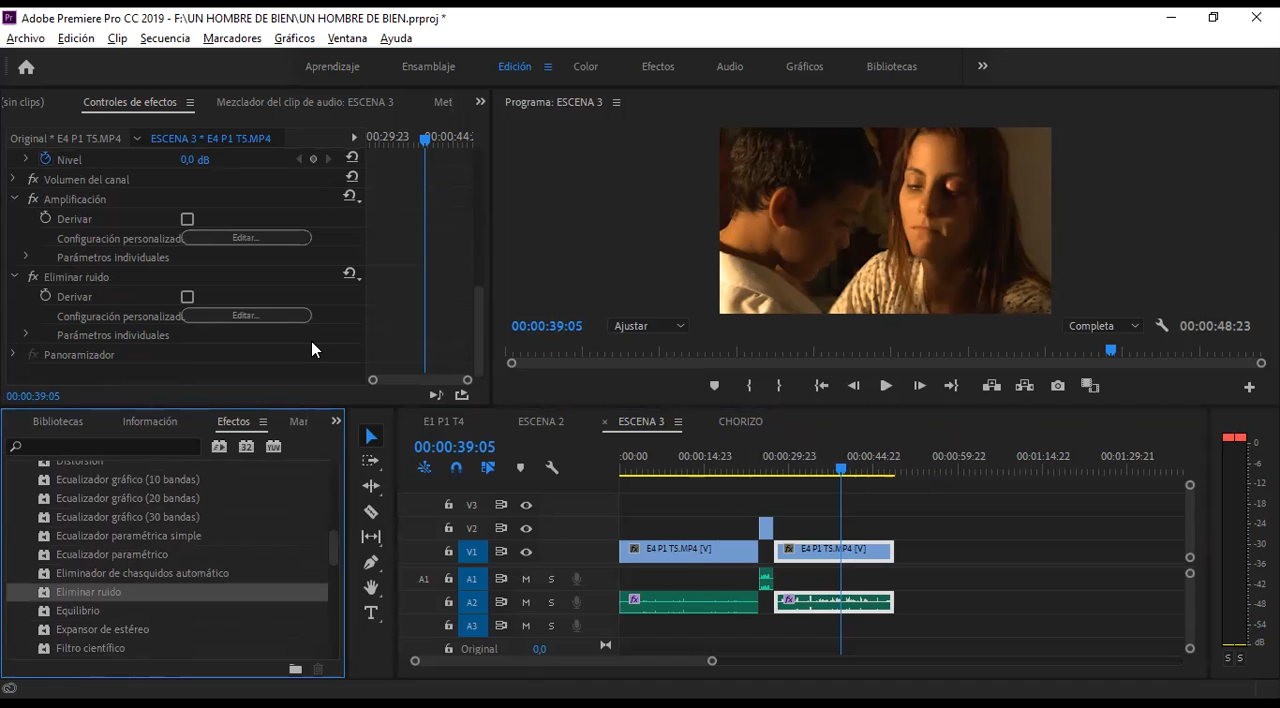 Adobe Premiere Pro CC 2019 - F:\UN HOMBRE DE BIEN\UN HOMBRE DE BIEN.prproj *
Archivo Edición Clip Secuencia Marcadores Gráficos Ventana Ayuda
Aprendizaje Ensamblaje Edición Color Efectos Audio Gráficos Bibliotecas
(sin clips) Controles de efectos Mezclador del clip de audio: ESCENA 3 Met
Programa: ESCENA 3
Original * E4 P1 T5.MP4 ESCENA 3 * E4 P1 T5.MP4
00:29:23 00:00:44:
Nivel 0,0 dB
fx Volumen del canal
fx Amplificación
Derivar
Configuración personalizad Editar...
Parámetros individuales
fx Eliminar ruido
Derivar
Configuración personalizad Editar...
Parámetros individuales
fx Panoramizador
00:00:39:05
00:00:39:05 Ajustar Completa 00:00:48:23
Bibliotecas Información Efectos Mar
32 YUV
Distorsión
Ecualizador gráfico (10 bandas)
Ecualizador gráfico (20 bandas)
Ecualizador gráfico (30 bandas)
Ecualizador paramétrica simple
Ecualizador paramétrico
Eliminador de chasquidos automático
Eliminar ruido
Equilibrio
Expansor de estéreo
Filtro científico
E1 P1 T4 ESCENA 2 × ESCENA 3 CHORIZO
00:00:39:05
:00:00 00:00:14:23 00:00:29:23 00:00:44:22 00:00:59:22 00:01:14:22 00:01:29:21
V3
V2
V1 fx E4 P1 T5.MP4 [V] fx E4 P1 T5.MP4 [V]
A1 A1 M S
A2 M S fx fx
A3 M S
Original 0,0
0
-6
-12
-18
-24
-30
-36
-42
-48
-54
dB
S S